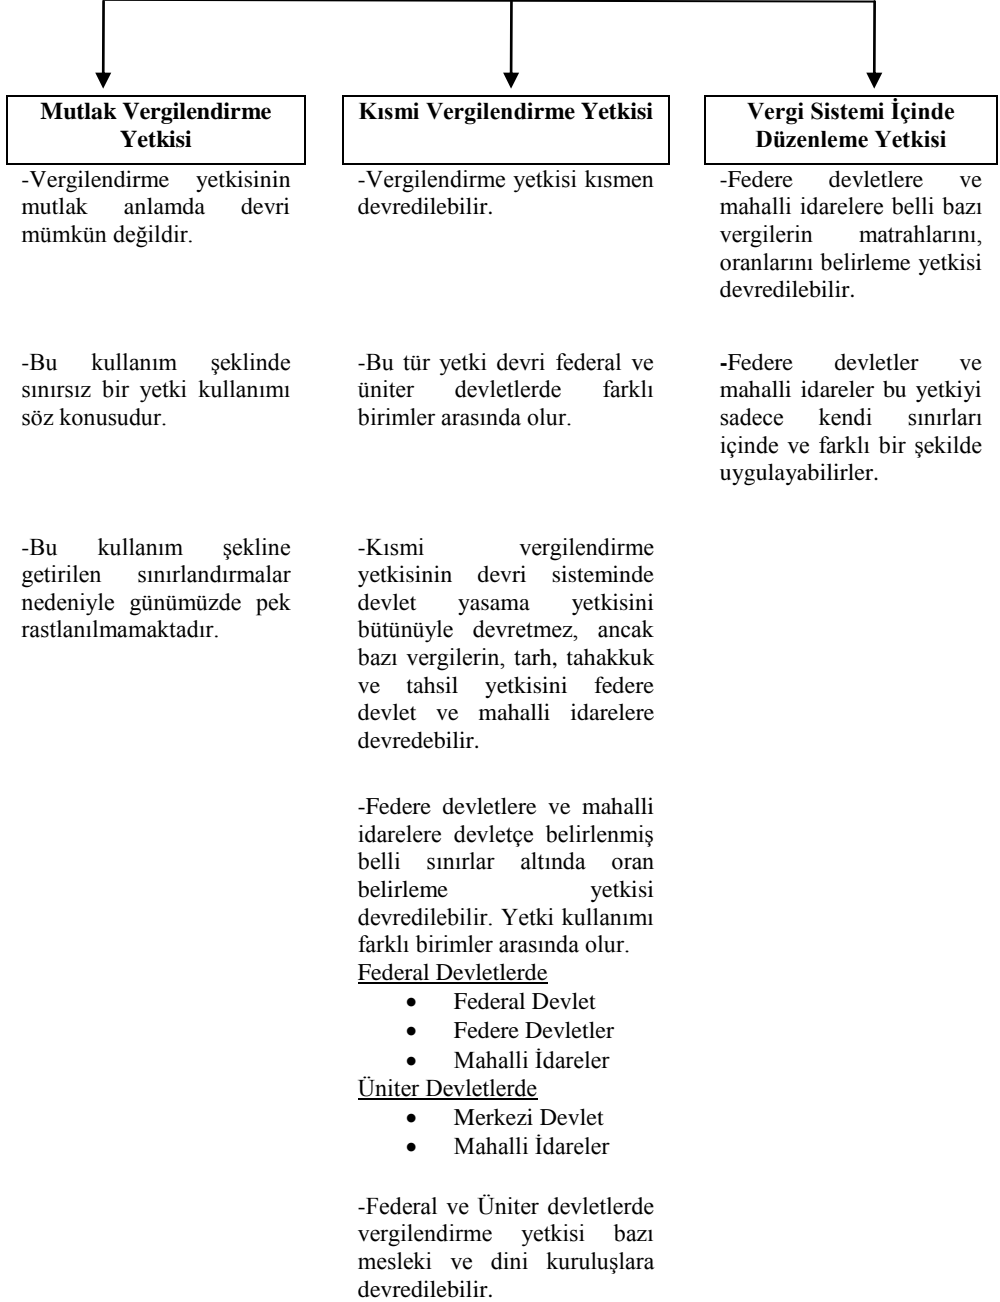 Mutlak Vergilendirme
Yetkisi
-Vergilendirme yetkisinin
mutlak anlamda devri
mümkün değildir.
-Bu kullanım şeklinde
sınırsız bir yetki kullanımı
söz konusudur.
-Bu kullanım şekline
getirilen sınırlandırmalar
nedeniyle günümüzde pek
rastlanılmamaktadır.
Kısmi Vergilendirme Yetkisi
-Vergilendirme yetkisi kısmen
devredilebilir.
-Bu tür yetki devri federal ve
üniter devletlerde farklı
birimler arasında olur.
-Kısmi vergilendirme
yetkisinin devri sisteminde
devlet yasama yetkisini
bütünüyle devretmez, ancak
bazı vergilerin, tarh, tahakkuk
ve tahsil yetkisini federe
devlet ve mahalli idarelere
devredebilir.
-Federe devletlere ve mahalli
idarelere devletçe belirlenmiş
belli sınırlar altında oran
belirleme yetkisi
devredilebilir. Yetki kullanımı
farklı birimler arasında olur.
Federal Devletlerde
• Federal Devlet
• Federe Devletler
• Mahalli İdareler
Üniter Devletlerde
• Merkezi Devlet
• Mahalli İdareler
-Federal ve Üniter devletlerde
vergilendirme yetkisi bazı
mesleki ve dini kuruluşlara
devredilebilir.
Vergi Sistemi İçinde
Düzenleme Yetkisi
-Federe devletlere ve
mahalli idarelere belli bazı
vergilerin matrahlarını,
oranlarını belirleme yetkisi
devredilebilir.
-Federe devletler ve
mahalli idareler bu yetkiyi
sadece kendi sınırları
içinde ve farklı bir şekilde
uygulayabilirler.